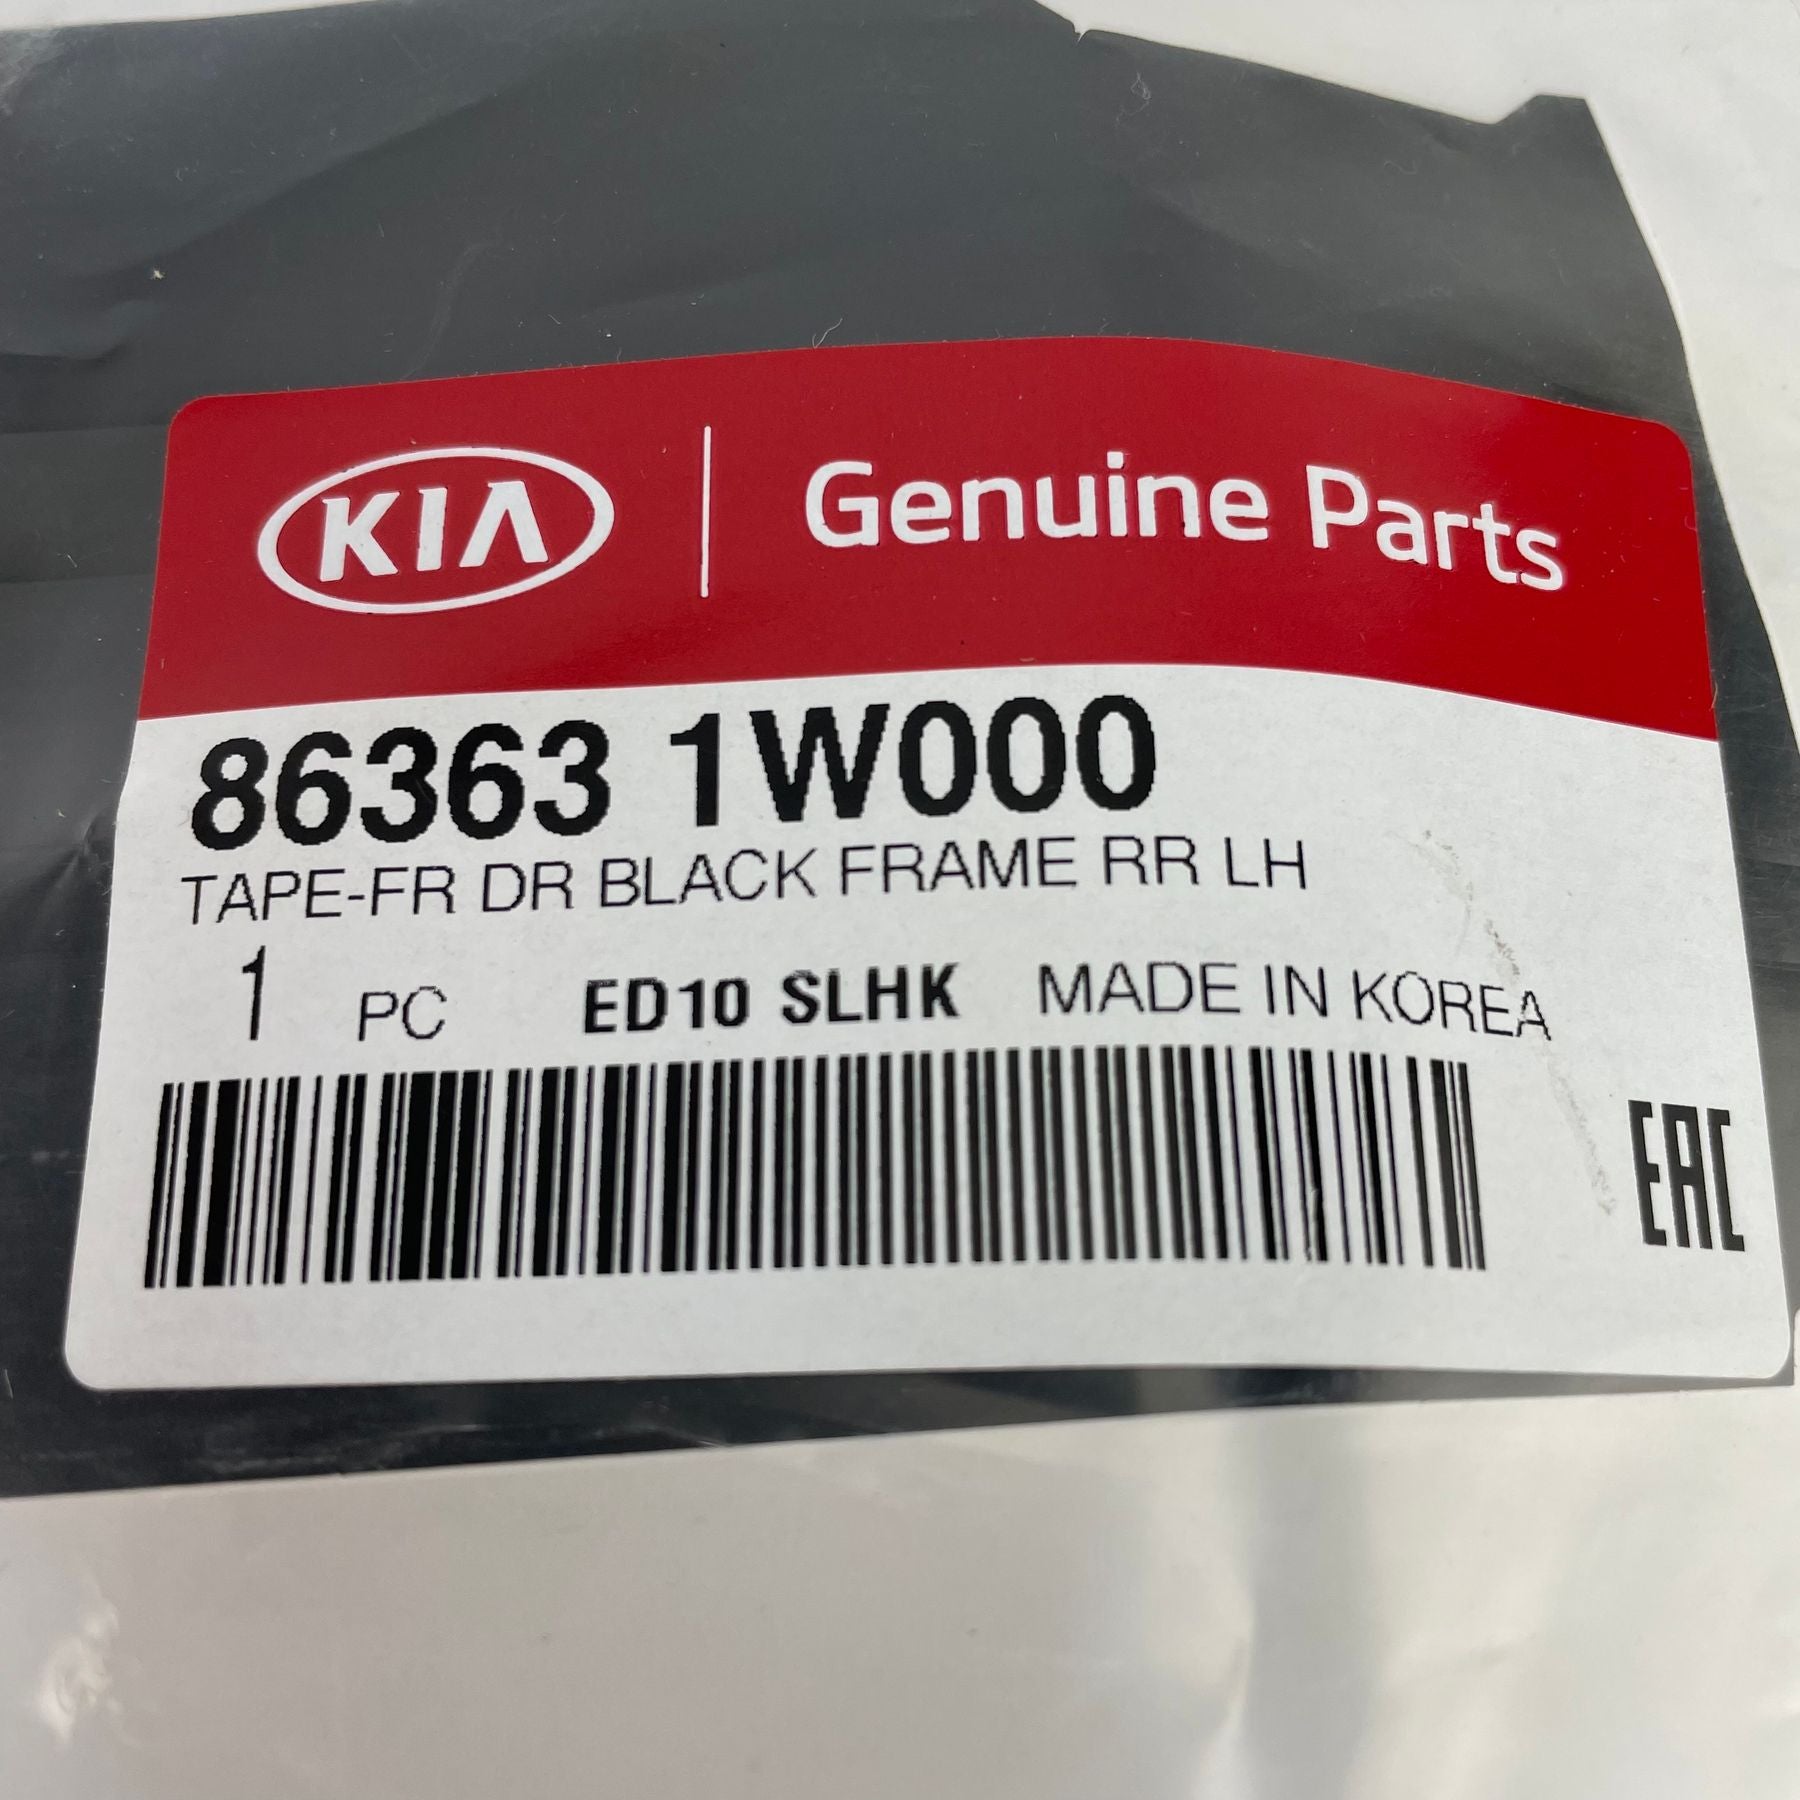 KIA Genuine Parts
86363 1W000
TAPE-FR DR BLACK FRAME RR LH
1 PC ED10 SLHK MADE IN KOREA
EAC